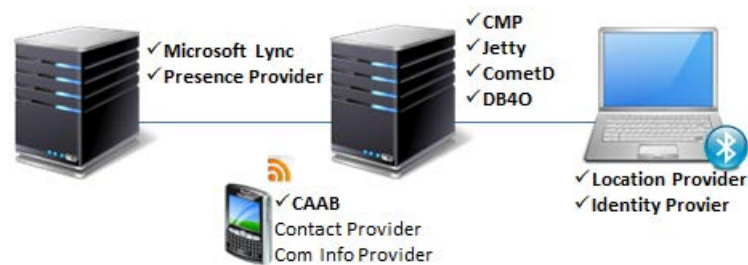 ✓ Microsoft Lync
✓ Presence Provider
✓ CMP
✓ Jetty
✓ CometD
✓ DB4O
✓ Location Provider
✓ Identity Provier
✓ CAAB
Contact Provider
Com Info Provider